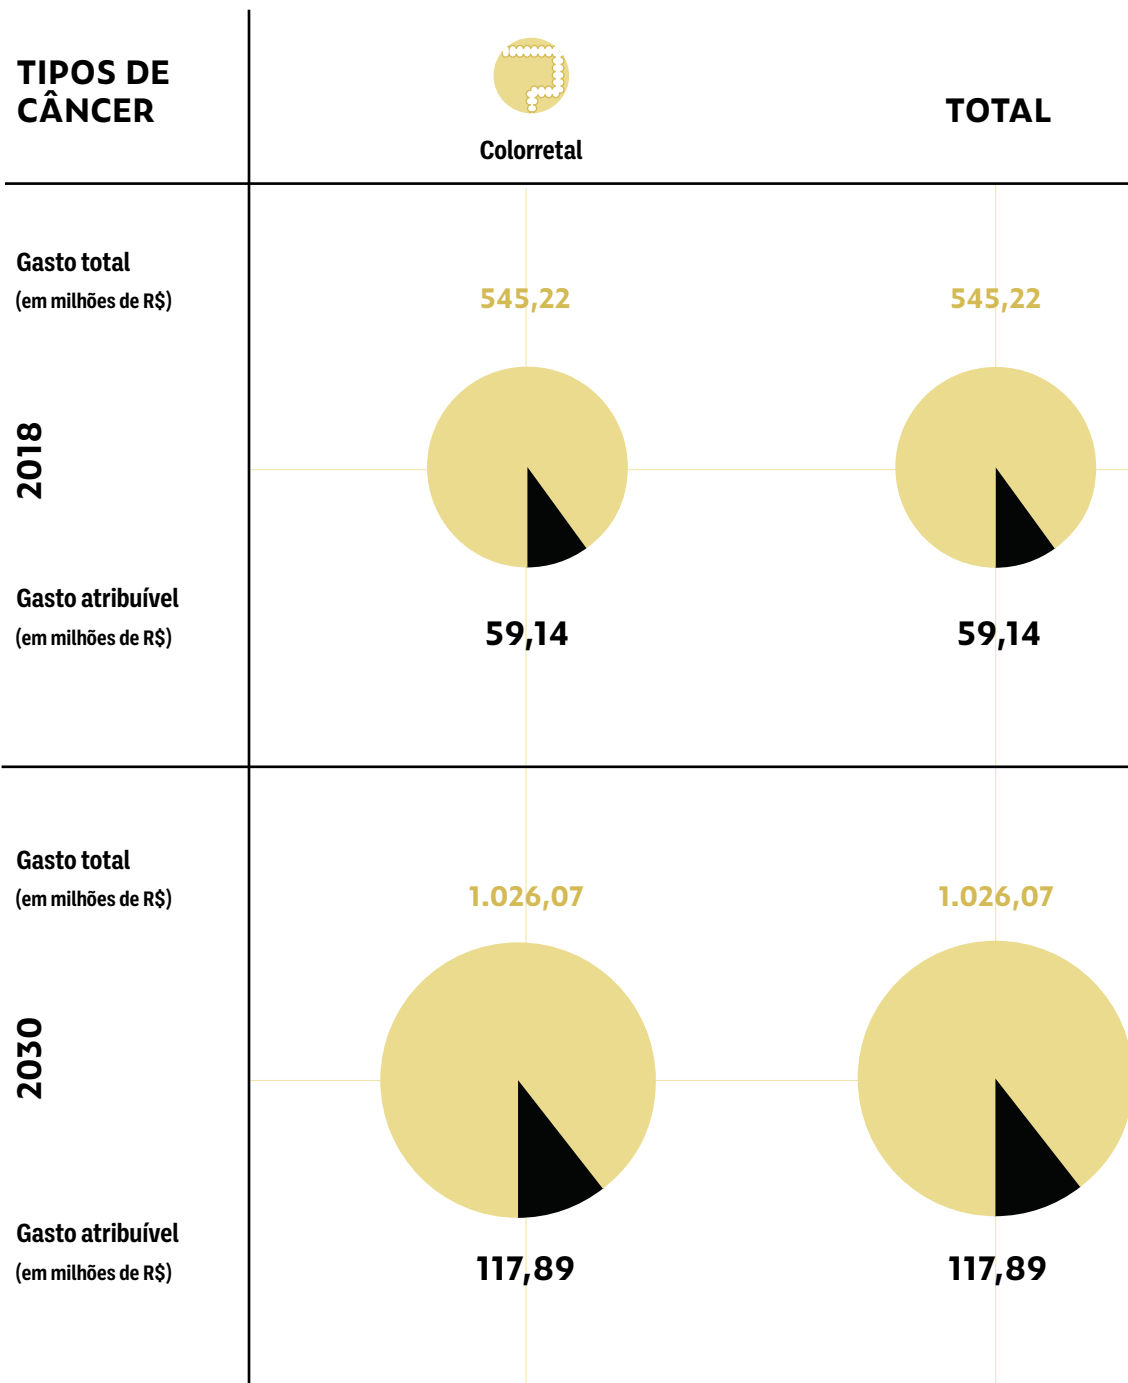 TIPOS DE
CÂNCER
Colorretal
TOTAL
Gasto total
(em milhões de R$)
545,22
545,22
2018
Gasto atribuível
(em milhões de R$)
59,14
59,14
Gasto total
(em milhões de R$)
1.026,07
1.026,07
2030
Gasto atribuível
(em milhões de R$)
117,89
117,89